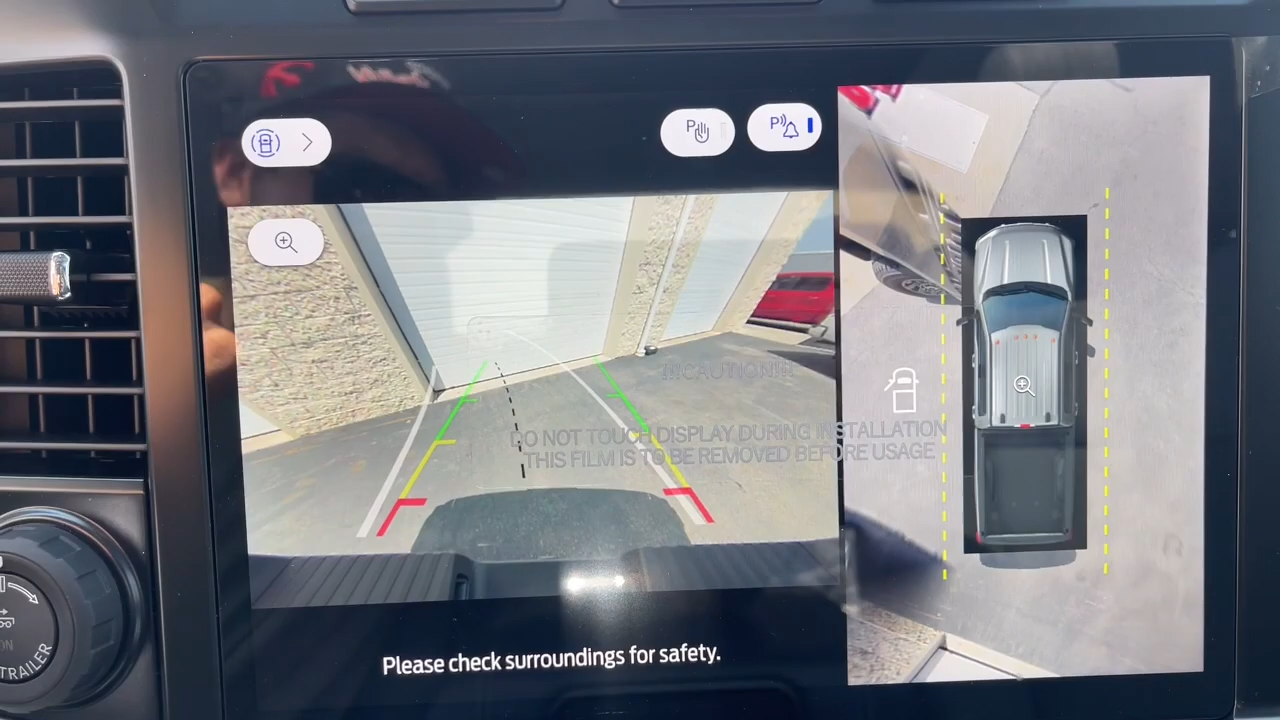 P
P
!!!CAUTION!!!
DO NOT TOUCH DISPLAY DURING INSTALLATION
THIS FILM IS TO BE REMOVED BEFORE USAGE
Please check surroundings for safety.
TRAILER